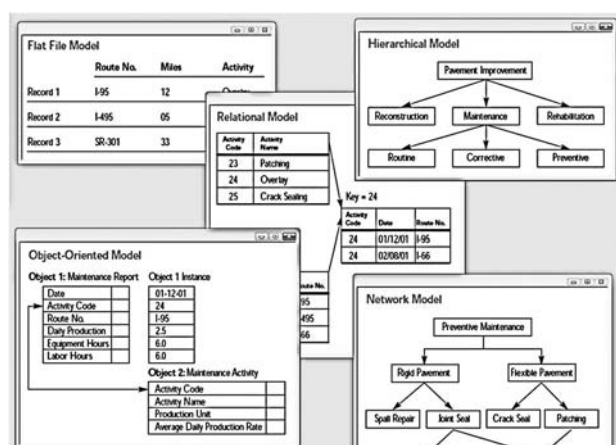 Flat File Model
Route No. Miles Activity
Record 1 I-95 12 Overlay
Record 2 I-495 05
Record 3 SR-301 33
Hierarchical Model
Pavement Improvement
Reconstruction Maintenance Rehabilitation
Routine Corrective Preventive
Relational Model
Activity Code Activity Name
23 Patching
24 Overlay
25 Crack Sealing
Key = 24
Activity Code Date Route No.
24 01/12/01 I-95
24 02/08/01 I-66
Object-Oriented Model
Object 1: Maintenance Report Object 1 Instance
Date 01-12-01
Activity Code 24
Route No. I-95
Daily Production 2.5
Equipment Hours 6.0
Labor Hours 6.0
Object 2: Maintenance Activity
Activity Code
Activity Name
Production Unit
Average Daily Production Rate
Network Model
Preventive Maintenance
Rigid Pavement Flexible Pavement
Spall Repair Joint Seal Crack Seal Patching